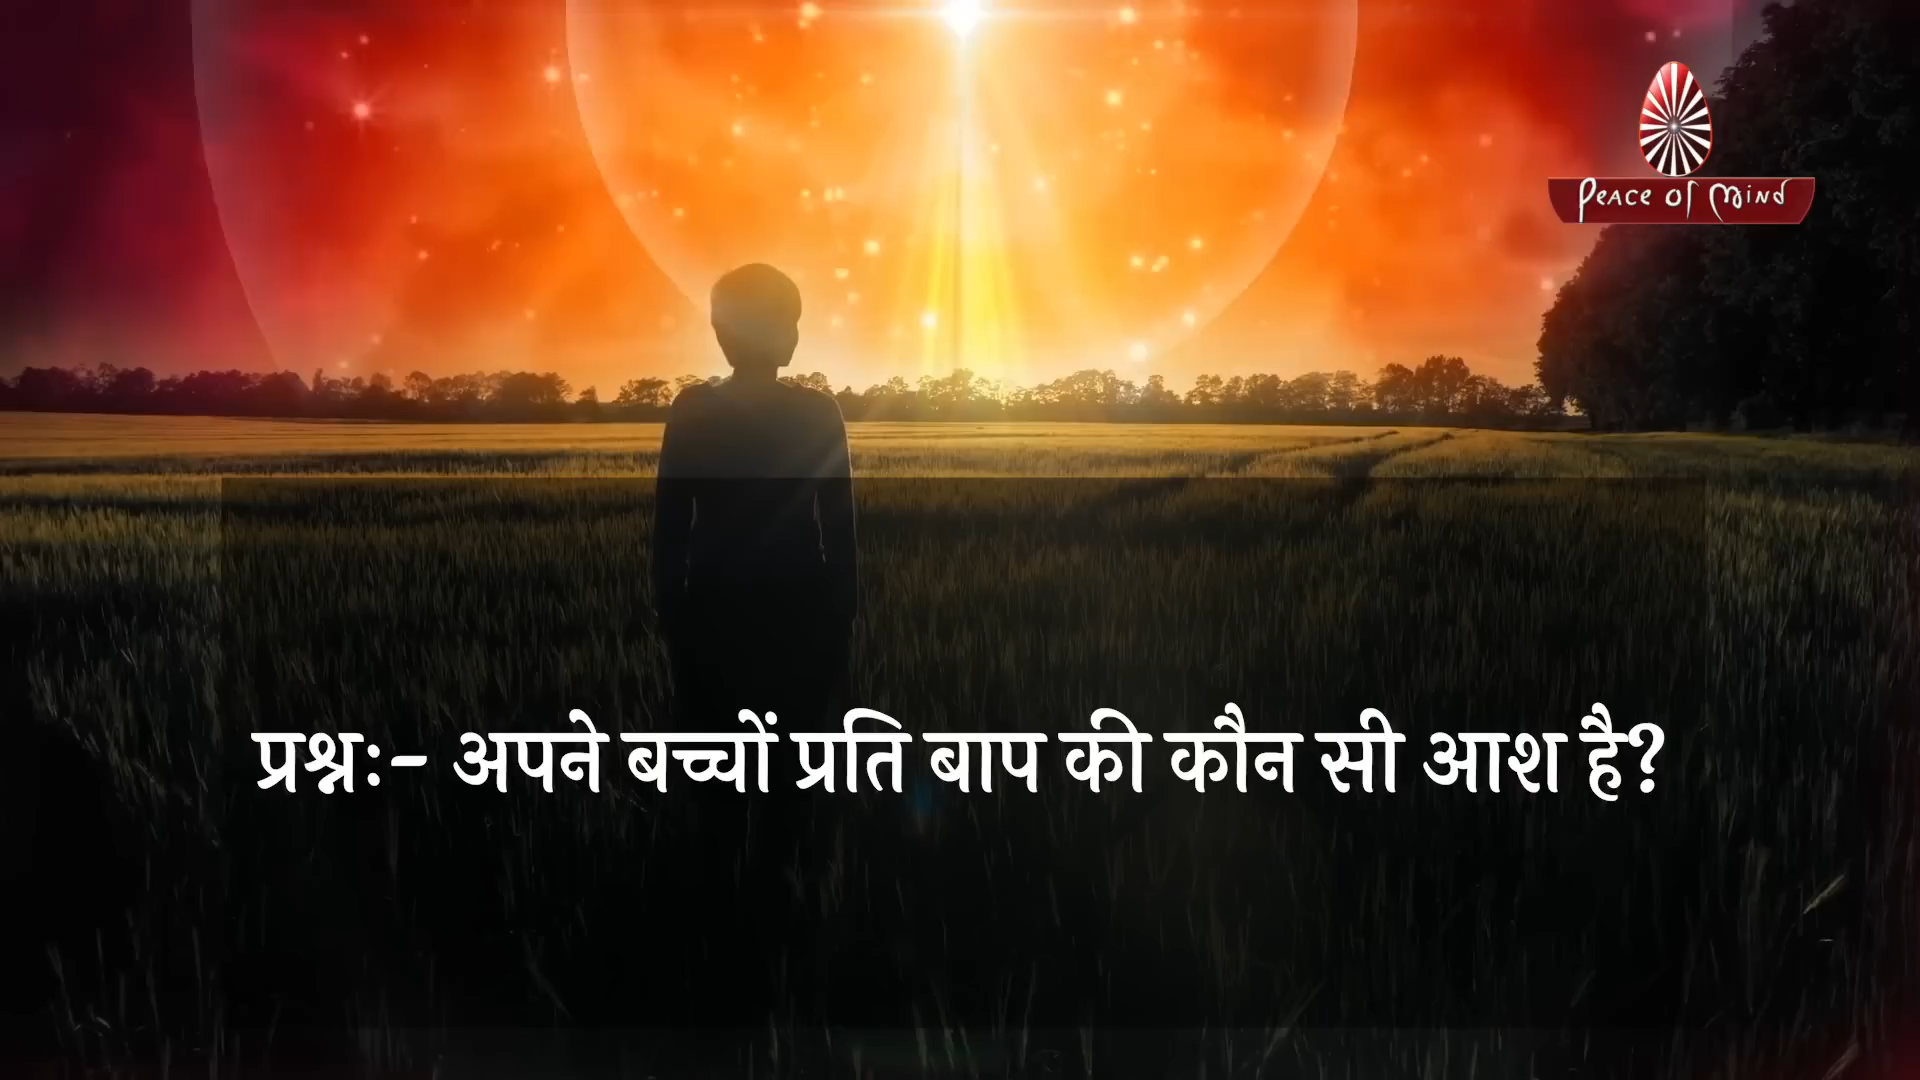 Peace of Mind
प्रश्नः- अपने बच्चों प्रति बाप की कौन सी आश है?